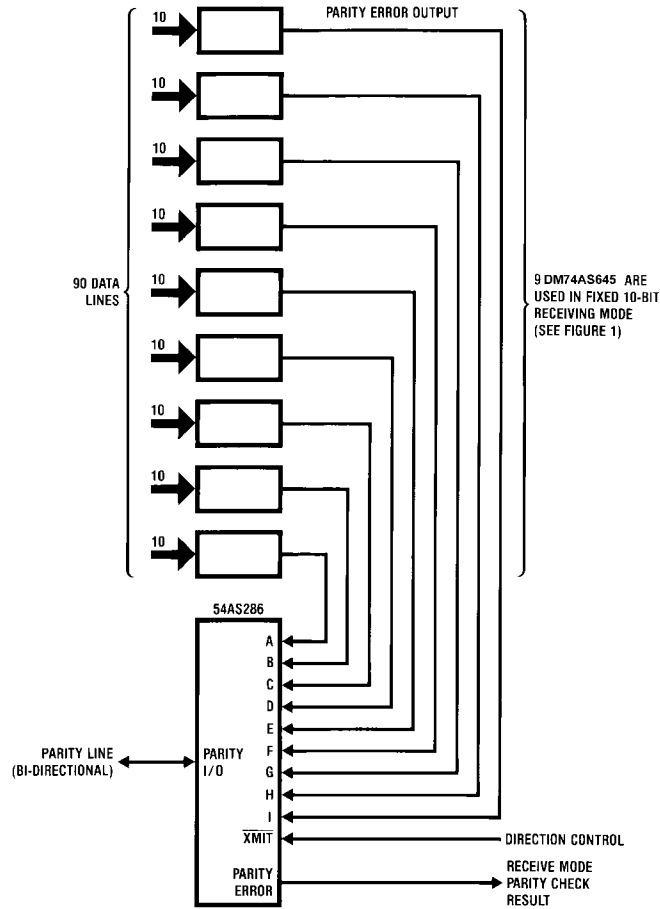 PARITY ERROR OUTPUT
10
10
10
10
10
10
10
10
10
90 DATA
LINES
9 DM74AS645 ARE
USED IN FIXED 10-BIT
RECEIVING MODE
(SEE FIGURE 1)
54AS286
A
B
C
D
E
F
G
H
I
XMIT
PARITY LINE
(BI-DIRECTIONAL)
PARITY
I/O
DIRECTION CONTROL
PARITY
ERROR
RECEIVE MODE
PARITY CHECK
RESULT